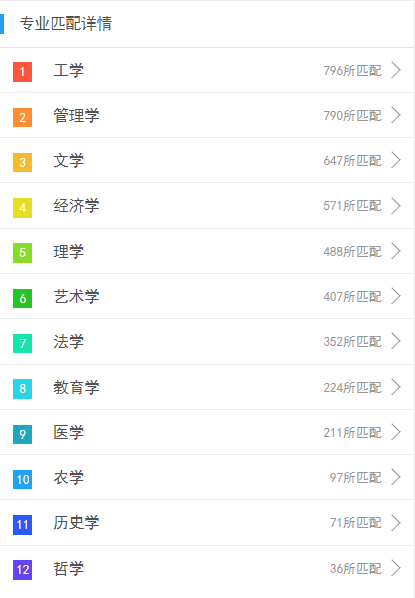 专业匹配详情
1 工学 796所匹配
2 管理学 790所匹配
3 文学 647所匹配
4 经济学 571所匹配
5 理学 488所匹配
6 艺术学 407所匹配
7 法学 352所匹配
8 教育学 224所匹配
9 医学 211所匹配
10 农学 97所匹配
11 历史学 71所匹配
12 哲学 36所匹配